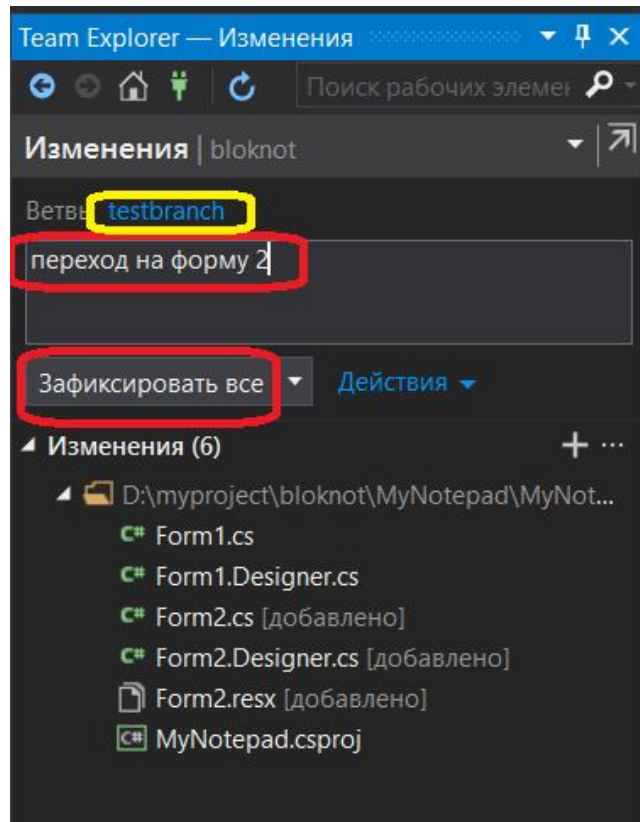 Team Explorer — Изменения
Поиск рабочих элемен
Изменения | bloknot
Ветвь: testbranch
переход на форму 2
Зафиксировать все Действия
Изменения (6)
D:\myproject\bloknot\MyNotepad\MyNot...
C# Form1.cs
C# Form1.Designer.cs
C# Form2.cs [добавлено]
C# Form2.Designer.cs [добавлено]
Form2.resx [добавлено]
C# MyNotepad.csproj